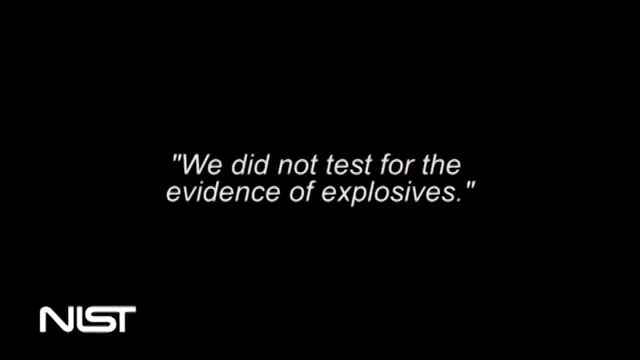 "We did not test for the
evidence of explosives."
NIST